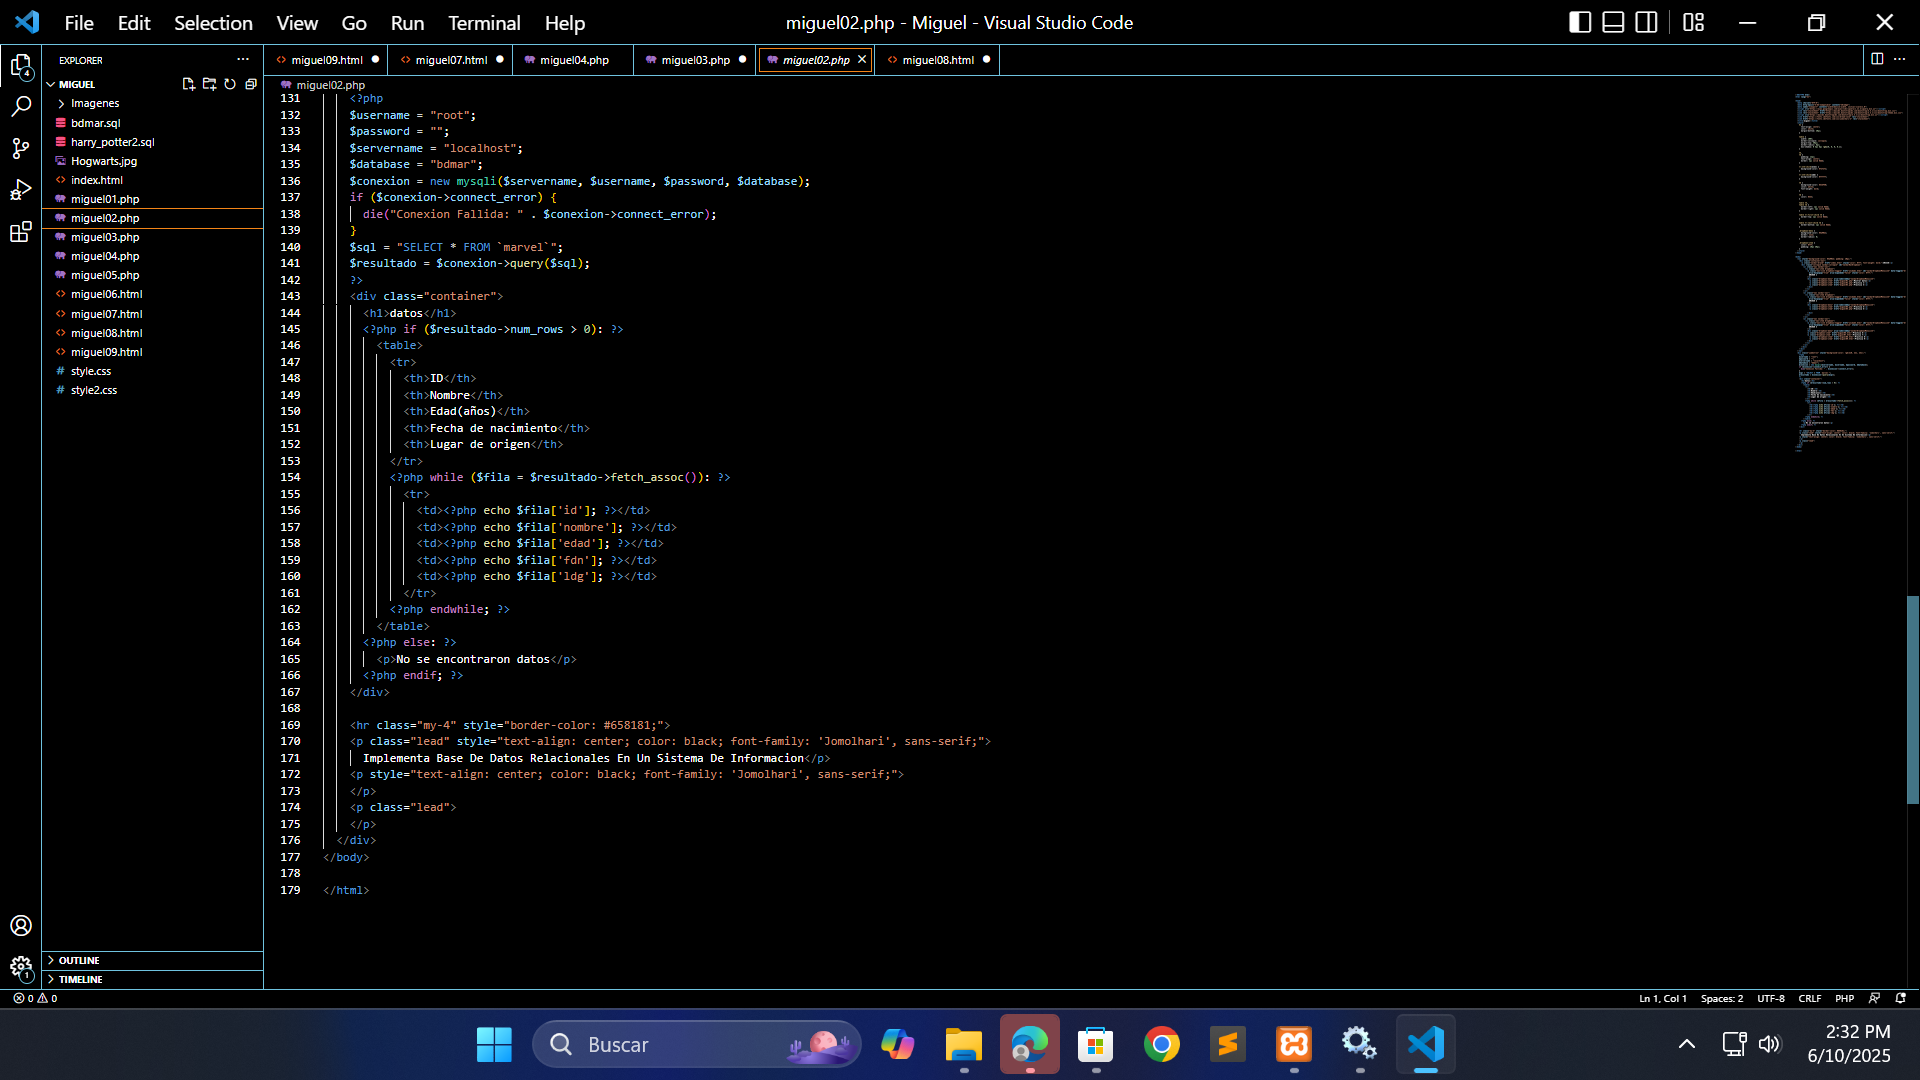 File Edit Selection View Go Run Terminal Help
miguel02.php - Miguel - Visual Studio Code
EXPLORER
MIGUEL
Imagenes
bdmar.sql
harry_potter2.sql
Hogwarts.jpg
index.html
miguel01.php
miguel02.php
miguel03.php
miguel04.php
miguel05.php
miguel06.html
miguel07.html
miguel08.html
miguel09.html
style.css
style2.css
OUTLINE
TIMELINE
miguel09.html miguel07.html miguel04.php miguel03.php miguel02.php miguel08.html
miguel02.php
131 <?php
132 $username = "root";
133 $password = "";
134 $servername = "localhost";
135 $database = "bdmar";
136 $conexion = new mysqli($servername, $username, $password, $database);
137 if ($conexion->connect_error) {
138 die("Conexion Fallida: " . $conexion->connect_error);
139 }
140 $sql = "SELECT * FROM `marvel`";
141 $resultado = $conexion->query($sql);
142 ?>
143 <div class="container">
144 <h1>datos</h1>
145 <?php if ($resultado->num_rows > 0): ?>
146 <table>
147 <tr>
148 <th>ID</th>
149 <th>Nombre</th>
150 <th>Edad(años)</th>
151 <th>Fecha de nacimiento</th>
152 <th>Lugar de origen</th>
153 </tr>
154 <?php while ($fila = $resultado->fetch_assoc()): ?>
155 <tr>
156 <td><?php echo $fila['id']; ?></td>
157 <td><?php echo $fila['nombre']; ?></td>
158 <td><?php echo $fila['edad']; ?></td>
159 <td><?php echo $fila['fdn']; ?></td>
160 <td><?php echo $fila['ldg']; ?></td>
161 </tr>
162 <?php endwhile; ?>
163 </table>
164 <?php else: ?>
165 <p>No se encontraron datos</p>
166 <?php endif; ?>
167 </div>
168
169 <hr class="my-4" style="border-color: #658181;">
170 <p class="lead" style="text-align: center; color: black; font-family: 'Jomolhari', sans-serif;">
171 Implementa Base De Datos Relacionales En Un Sistema De Informacion</p>
172 <p style="text-align: center; color: black; font-family: 'Jomolhari', sans-serif;">
173 </p>
174 <p class="lead">
175 </p>
176 </div>
177 </body>
178
179 </html>
0 0
Ln 1, Col 1 Spaces: 2 UTF-8 CRLF PHP
Buscar
2:32 PM
6/10/2025
4
1